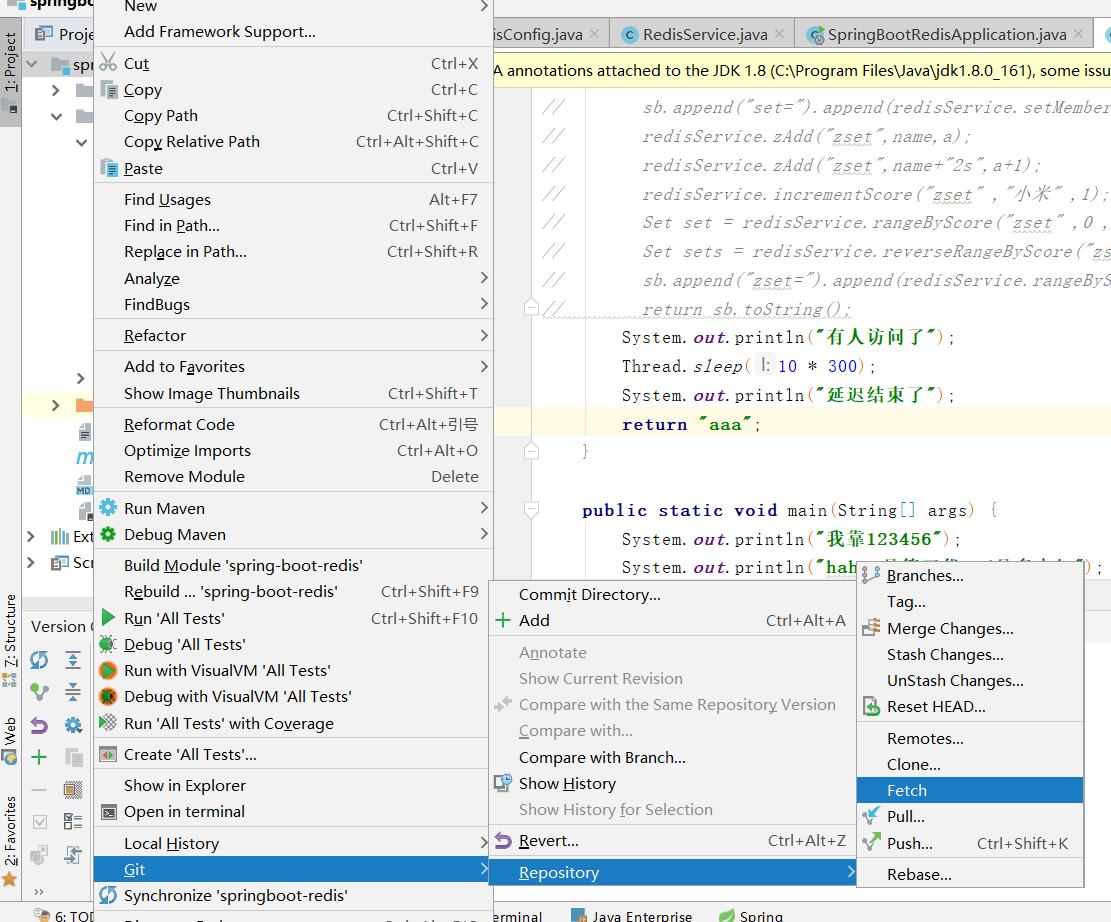 springbo
New
Add Framework Support...
Cut Ctrl+X
Copy Ctrl+C
Copy Path Ctrl+Shift+C
Copy Relative Path Ctrl+Alt+Shift+C
Paste Ctrl+V
Find Usages Alt+F7
Find in Path... Ctrl+Shift+F
Replace in Path... Ctrl+Shift+R
Analyze
FindBugs
Refactor
Add to Favorites
Show Image Thumbnails Ctrl+Shift+T
Reformat Code Ctrl+Alt+引号
Optimize Imports Ctrl+Alt+O
Remove Module Delete
Run Maven
Debug Maven
Build Module 'spring-boot-redis'
Rebuild ... 'spring-boot-redis' Ctrl+Shift+F9
Run 'All Tests' Ctrl+Shift+F10
Debug 'All Tests'
Run with VisualVM 'All Tests'
Debug with VisualVM 'All Tests'
Run 'All Tests' with Coverage
Create 'All Tests'...
Show in Explorer
Open in terminal
Local History
Git
Synchronize 'springboot-redis'
1: Project
Proje
spr
MD
Ext
Scr
Version C
Z: Structure
Web
2: Favorites
6: TOD
isConfig.java
RedisService.java
SpringBootRedisApplication.java
A annotations attached to the JDK 1.8 (C:\Program Files\Java\jdk1.8.0_161), some issu
// sb.append("set=").append(redisService.setMember
// redisService.zAdd("zset",name,a);
// redisService.zAdd("zset",name+"2s",a+1);
// redisService.incrementScore("zset" ,"小米" ,1);
// Set set = redisService.rangeByScore("zset" ,0 ,
// Set sets = redisService.reverseRangeByScore("zs
// sb.append("zset=").append(redisService.rangeByS
// return sb.toString();
System.out.println("有人访问了");
Thread.sleep( l: 10 * 300);
System.out.println("延迟结束了");
return "aaa";
}
public static void main(String[] args) {
System.out.println("我靠123456");
System.out.println("hah
");
Commit Directory...
Add Ctrl+Alt+A
Annotate
Show Current Revision
Compare with the Same Repository Version
Compare with...
Compare with Branch...
Show History
Show History for Selection
Revert... Ctrl+Alt+Z
Repository
Branches...
Tag...
Merge Changes...
Stash Changes...
UnStash Changes...
Reset HEAD...
Remotes...
Clone...
Fetch
Pull...
Push... Ctrl+Shift+K
Rebase...
erminal
Java Enterprise
Spring